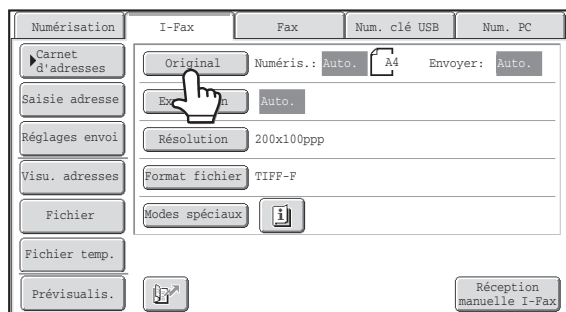 Numérisation
I-Fax
Fax
Num. clé USB
Num. PC
Carnet
d'adresses
Original
Numéris.: Auto. A4 Envoyer: Auto.
Saisie adresse
Auto.
Réglages envoi
Résolution
200x100ppp
Visu. adresses
Format fichier
TIFF-F
Fichier
Modes spéciaux
Fichier temp.
Prévisualis.
Réception
manuelle I-Fax